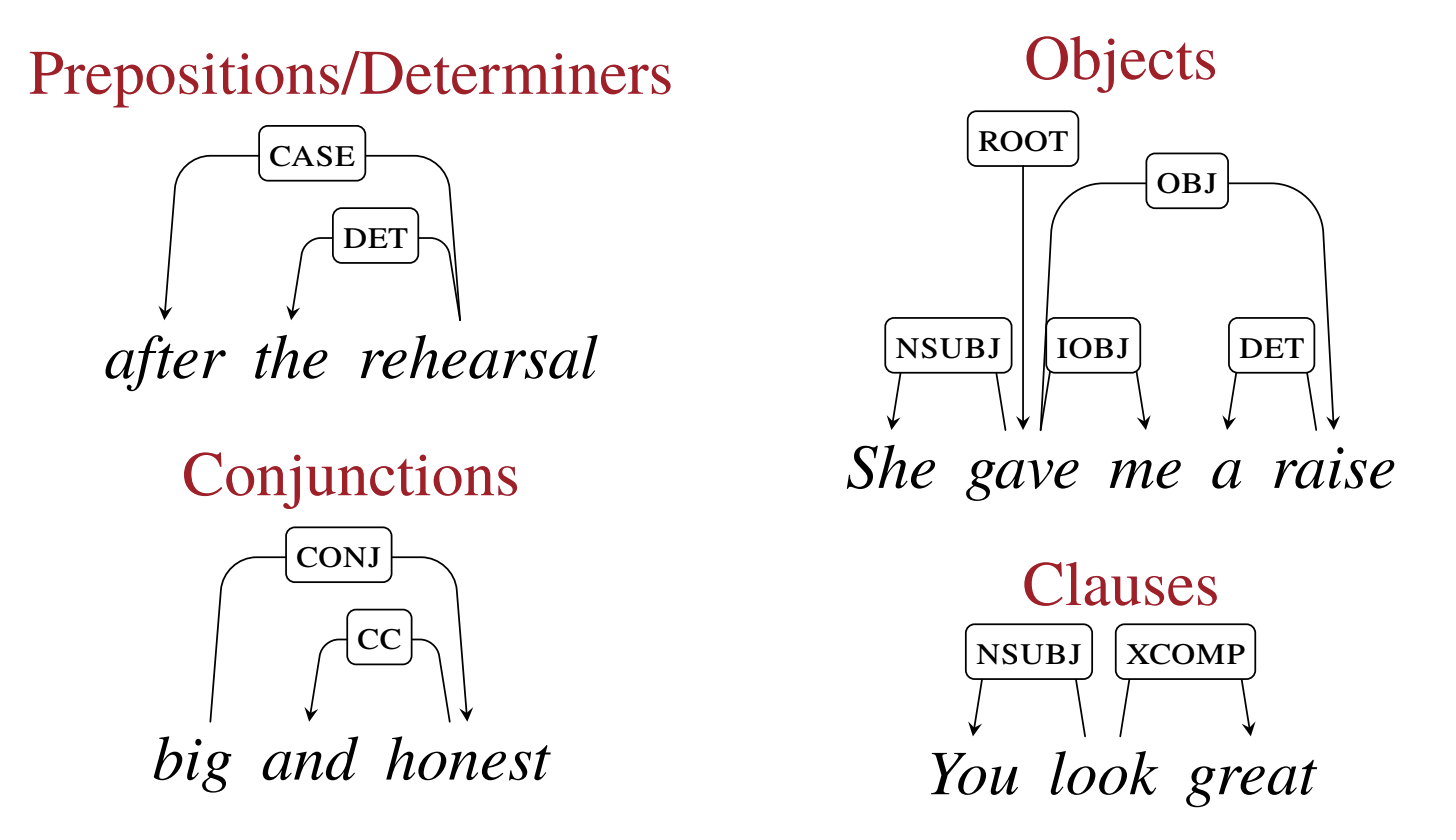 Prepositions/Determiners
CASE
DET
after the rehearsal
Conjunctions
CONJ
CC
big and honest
Objects
ROOT
OBJ
NSUBJ IOBJ DET
She gave me a raise
Clauses
NSUBJ XCOMP
You look great